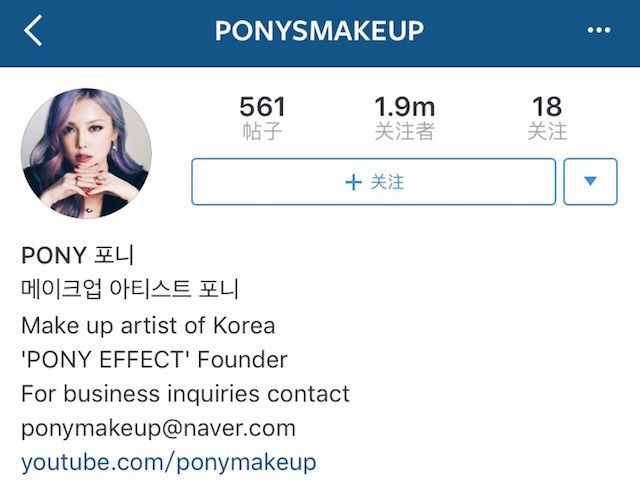 PONYSMAKEUP
561 1.9m 18
帖子 关注者 关注
+ 关注
PONY 포니
메이크업 아티스트 포니
Make up artist of Korea
'PONY EFFECT' Founder
For business inquiries contact
ponymakeup@naver.com
youtube.com/ponymakeup